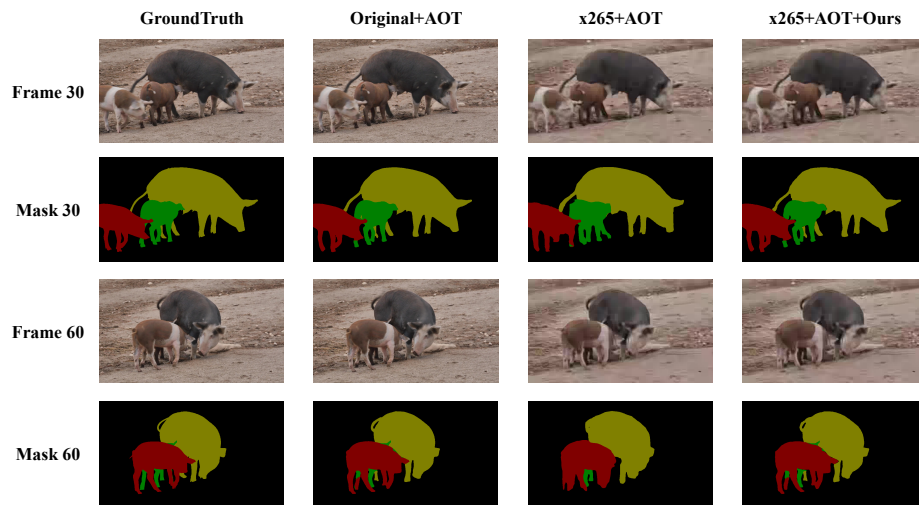 GroundTruth Original+AOT x265+AOT x265+AOT+Ours
Frame 30
Mask 30
Frame 60
Mask 60